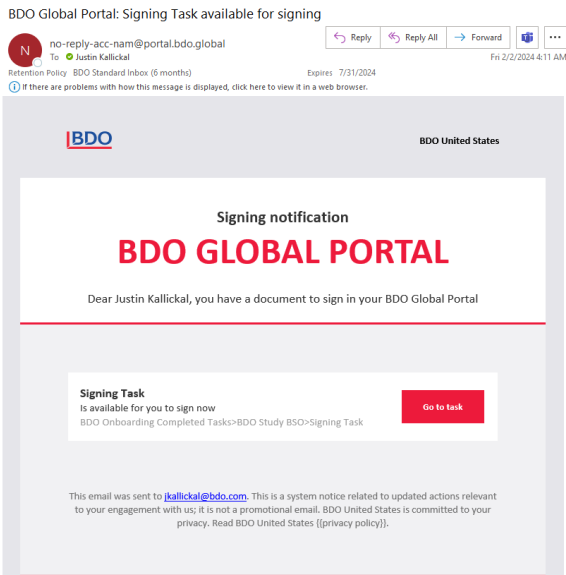 BDO Global Portal: Signing Task available for signing
N
no-reply-acc-nam@portal.bdo.global
To Justin Kallickal
Reply
Reply All
Forward
Fri 2/2/2024 4:11 AM
Retention Policy BDO Standard Inbox (6 months)
Expires 7/31/2024
If there are problems with how this message is displayed, click here to view it in a web browser.
BDO
BDO United States
Signing notification
BDO GLOBAL PORTAL
Dear Justin Kallickal, you have a document to sign in your BDO Global Portal
Signing Task
Is available for you to sign now
BDO Onboarding Completed Tasks>BDO Study BSO>Signing Task
Go to task
This email was sent to jkallickal@bdo.com. This is a system notice related to updated actions relevant
to your engagement with us; it is not a promotional email. BDO United States is committed to your
privacy. Read BDO United States {{privacy policy}}.